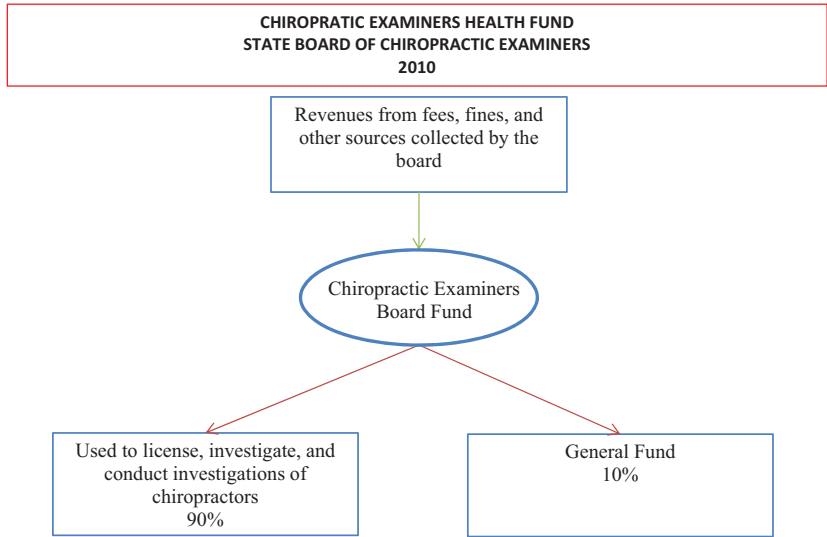 CHIROPRATIC EXAMINERS HEALTH FUND
STATE BOARD OF CHIROPRACTIC EXAMINERS
2010
Revenues from fees, fines, and
other sources collected by the
board
Chiropractic Examiners
Board Fund
Used to license, investigate, and
conduct investigations of
chiropractors
90%
General Fund
10%